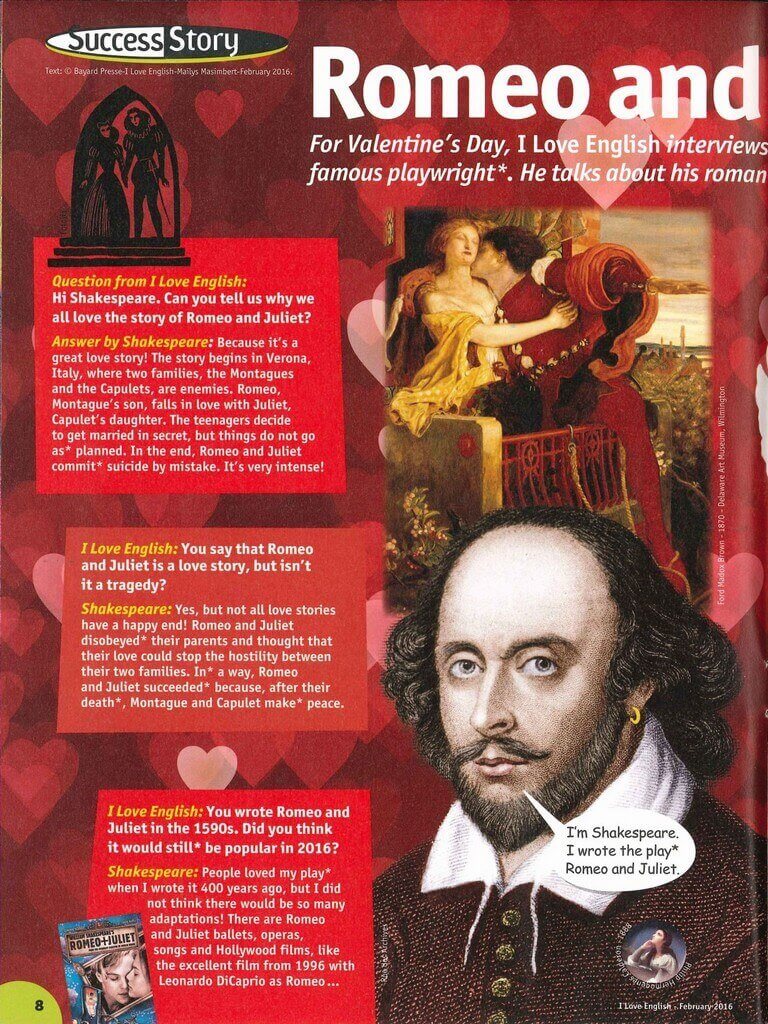 Success Story
Text: © Bayard Presse-I Love English-Maïlys Masimbert-February 2016.
Romeo and
For Valentine's Day, I Love English interviews
famous playwright*. He talks about his roman
Question from I Love English:
Hi Shakespeare. Can you tell us why we
all love the story of Romeo and Juliet?
Answer by Shakespeare: Because it's a
great love story! The story begins in Verona,
Italy, where two families, the Montagues
and the Capulets, are enemies. Romeo,
Montague's son, falls in love with Juliet,
Capulet's daughter. The teenagers decide
to get married in secret, but things do not go
as* planned. In the end, Romeo and Juliet
commit* suicide by mistake. It's very intense!
Ford Madox Brown - 1870 - Delaware Art Museum, Wilmington
I Love English: You say that Romeo
and Juliet is a love story, but isn't
it a tragedy?
Shakespeare: Yes, but not all love stories
have a happy end! Romeo and Juliet
disobeyed* their parents and thought that
their love could stop the hostility between
their two families. In* a way, Romeo
and Juliet succeeded* because, after their
death*, Montague and Capulet make* peace.
I Love English: You wrote Romeo and
Juliet in the 1590s. Did you think
it would still* be popular in 2016?
Shakespeare: People loved my play*
when I wrote it 400 years ago, but I did
not think there would be so many
adaptations! There are Romeo
and Juliet ballets, operas,
songs and Hollywood films, like
the excellent film from 1996 with
Leonardo DiCaprio as Romeo...
I'm Shakespeare.
I wrote the play*
Romeo and Juliet.
ROMEO+JULIET
8
I Love English - February 2016